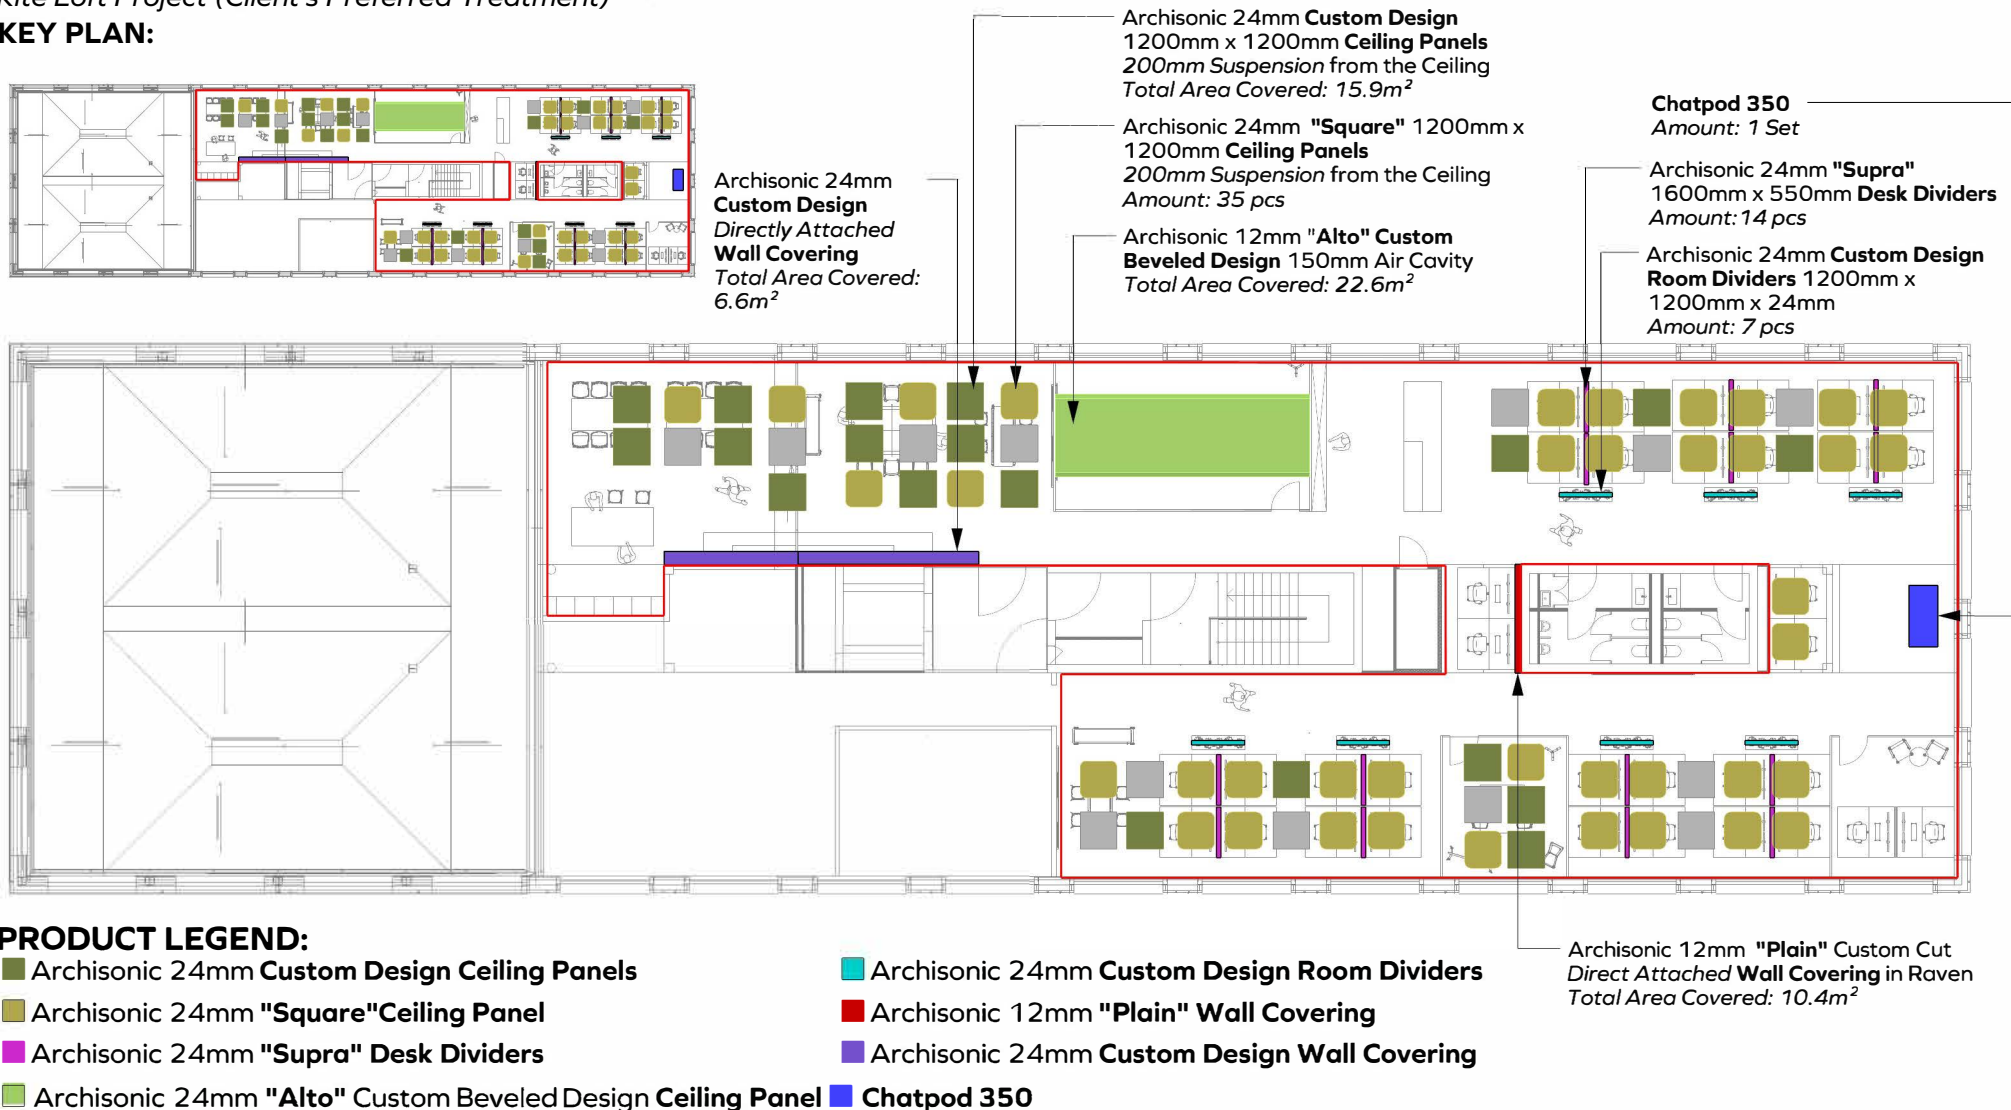 Kite Loft Project (Client's Preferred Treatment)
KEY PLAN:
Archisonic 24mm Custom Design
1200mm x 1200mm Ceiling Panels
200mm Suspension from the Ceiling
Total Area Covered: 15.9m²
Archisonic 24mm "Square" 1200mm x
1200mm Ceiling Panels
200mm Suspension from the Ceiling
Amount: 35 pcs
Archisonic 12mm "Alto" Custom
Beveled Design 150mm Air Cavity
Total Area Covered: 22.6m²
Archisonic 24mm
Custom Design
Directly Attached
Wall Covering
Total Area Covered:
6.6m²
Chatpod 350
Amount: 1 Set
Archisonic 24mm "Supra"
1600mm x 550mm Desk Dividers
Amount:14 pcs
Archisonic 24mm Custom Design
Room Dividers 1200mm x
1200mm x 24mm
Amount: 7 pcs
Archisonic 12mm "Plain" Custom Cut
Direct Attached Wall Covering in Raven
Total Area Covered: 10.4m²
PRODUCT LEGEND:
Archisonic 24mm Custom Design Ceiling Panels
Archisonic 24mm "Square"Ceiling Panel
Archisonic 24mm "Supra" Desk Dividers
Archisonic 24mm "Alto" Custom Beveled Design Ceiling Panel
Archisonic 24mm Custom Design Room Dividers
Archisonic 12mm "Plain" Wall Covering
Archisonic 24mm Custom Design Wall Covering
Chatpod 350